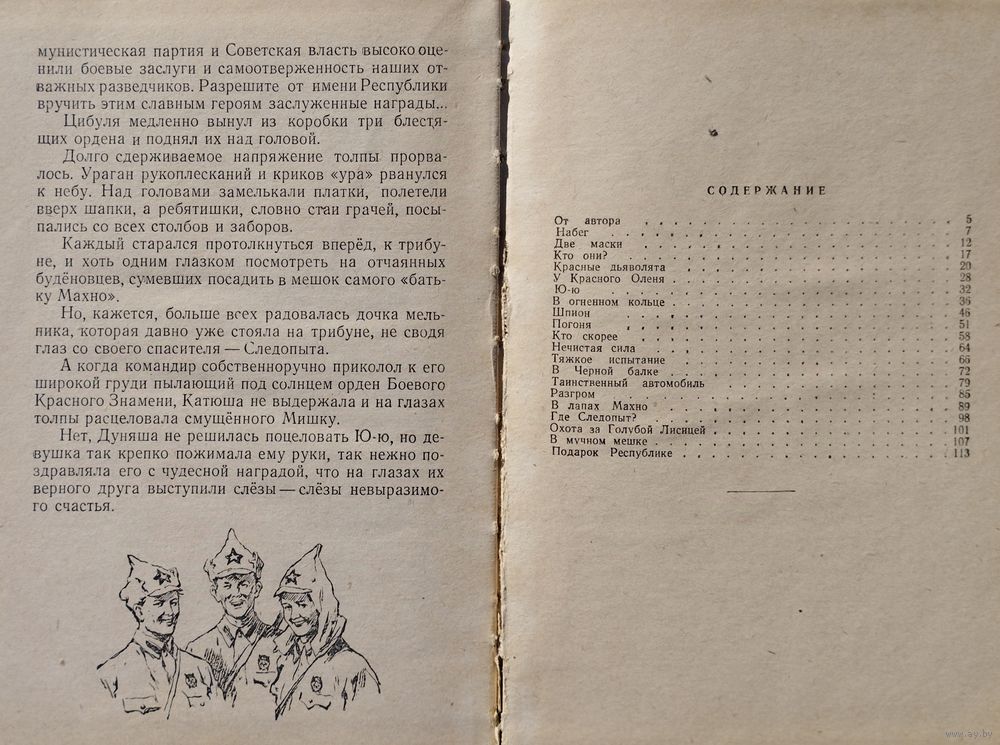 мунистическая партия и Советская власть высоко оце-
нили боевые заслуги и самоотверженность наших от-
важных разведчиков. Разрешите от имени Республики
вручить этим славным героям заслуженные награды...
Цибуля медленно вынул из коробки три блестя-
щих ордена и поднял их над головой.
Долго сдерживаемое напряжение толпы прорва-
лось. Ураган рукоплесканий и криков «ура» рванулся
к небу. Над головами замелькали платки, полетели
вверх шапки, а ребятишки, словно стаи грачей, посы-
пались со всех столбов и заборов.
Каждый старался протолкнуться вперёд, к трибу-
не, и хоть одним глазком посмотреть на отчаянных
будёновцев, сумевших посадить в мешок самого «бать-
ку Махно».
Но, кажется, больше всех радовалась дочка мель-
ника, которая давно уже стояла на трибуне, не сводя
глаз со своего спасителя — Следопыта.
А когда командир собственноручно приколол к его
широкой груди пылающий под солнцем орден Боевого
Красного Знамени, Катюша не выдержала и на глазах
толпы расцеловала смущённого Мишку.
Нет, Дуняша не решилась поцеловать Ю-ю, но де-
вушка так крепко пожимала ему руки, так нежно по-
здравляла его с чудесной наградой, что на глазах их
верного друга выступили слёзы — слёзы невыразимо-
го счастья.
СОДЕРЖАНИЕ
От автора 5
Набег 7
Две маски 12
Кто они? 17
Красные дьяволята 20
У Красного Оленя 28
Ю-ю 32
В огненном кольце 36
Шпион 46
Погоня 51
Кто скорее 58
Нечистая сила 64
Тяжкое испытание 66
В Черной балке 72
Таинственный автомобиль 79
Разгром 85
В лапах Махно 89
Где Следопыт? 98
Охота за Голубой Лисицей 101
В мучном мешке 107
Подарок Республике 113
www.ay.by